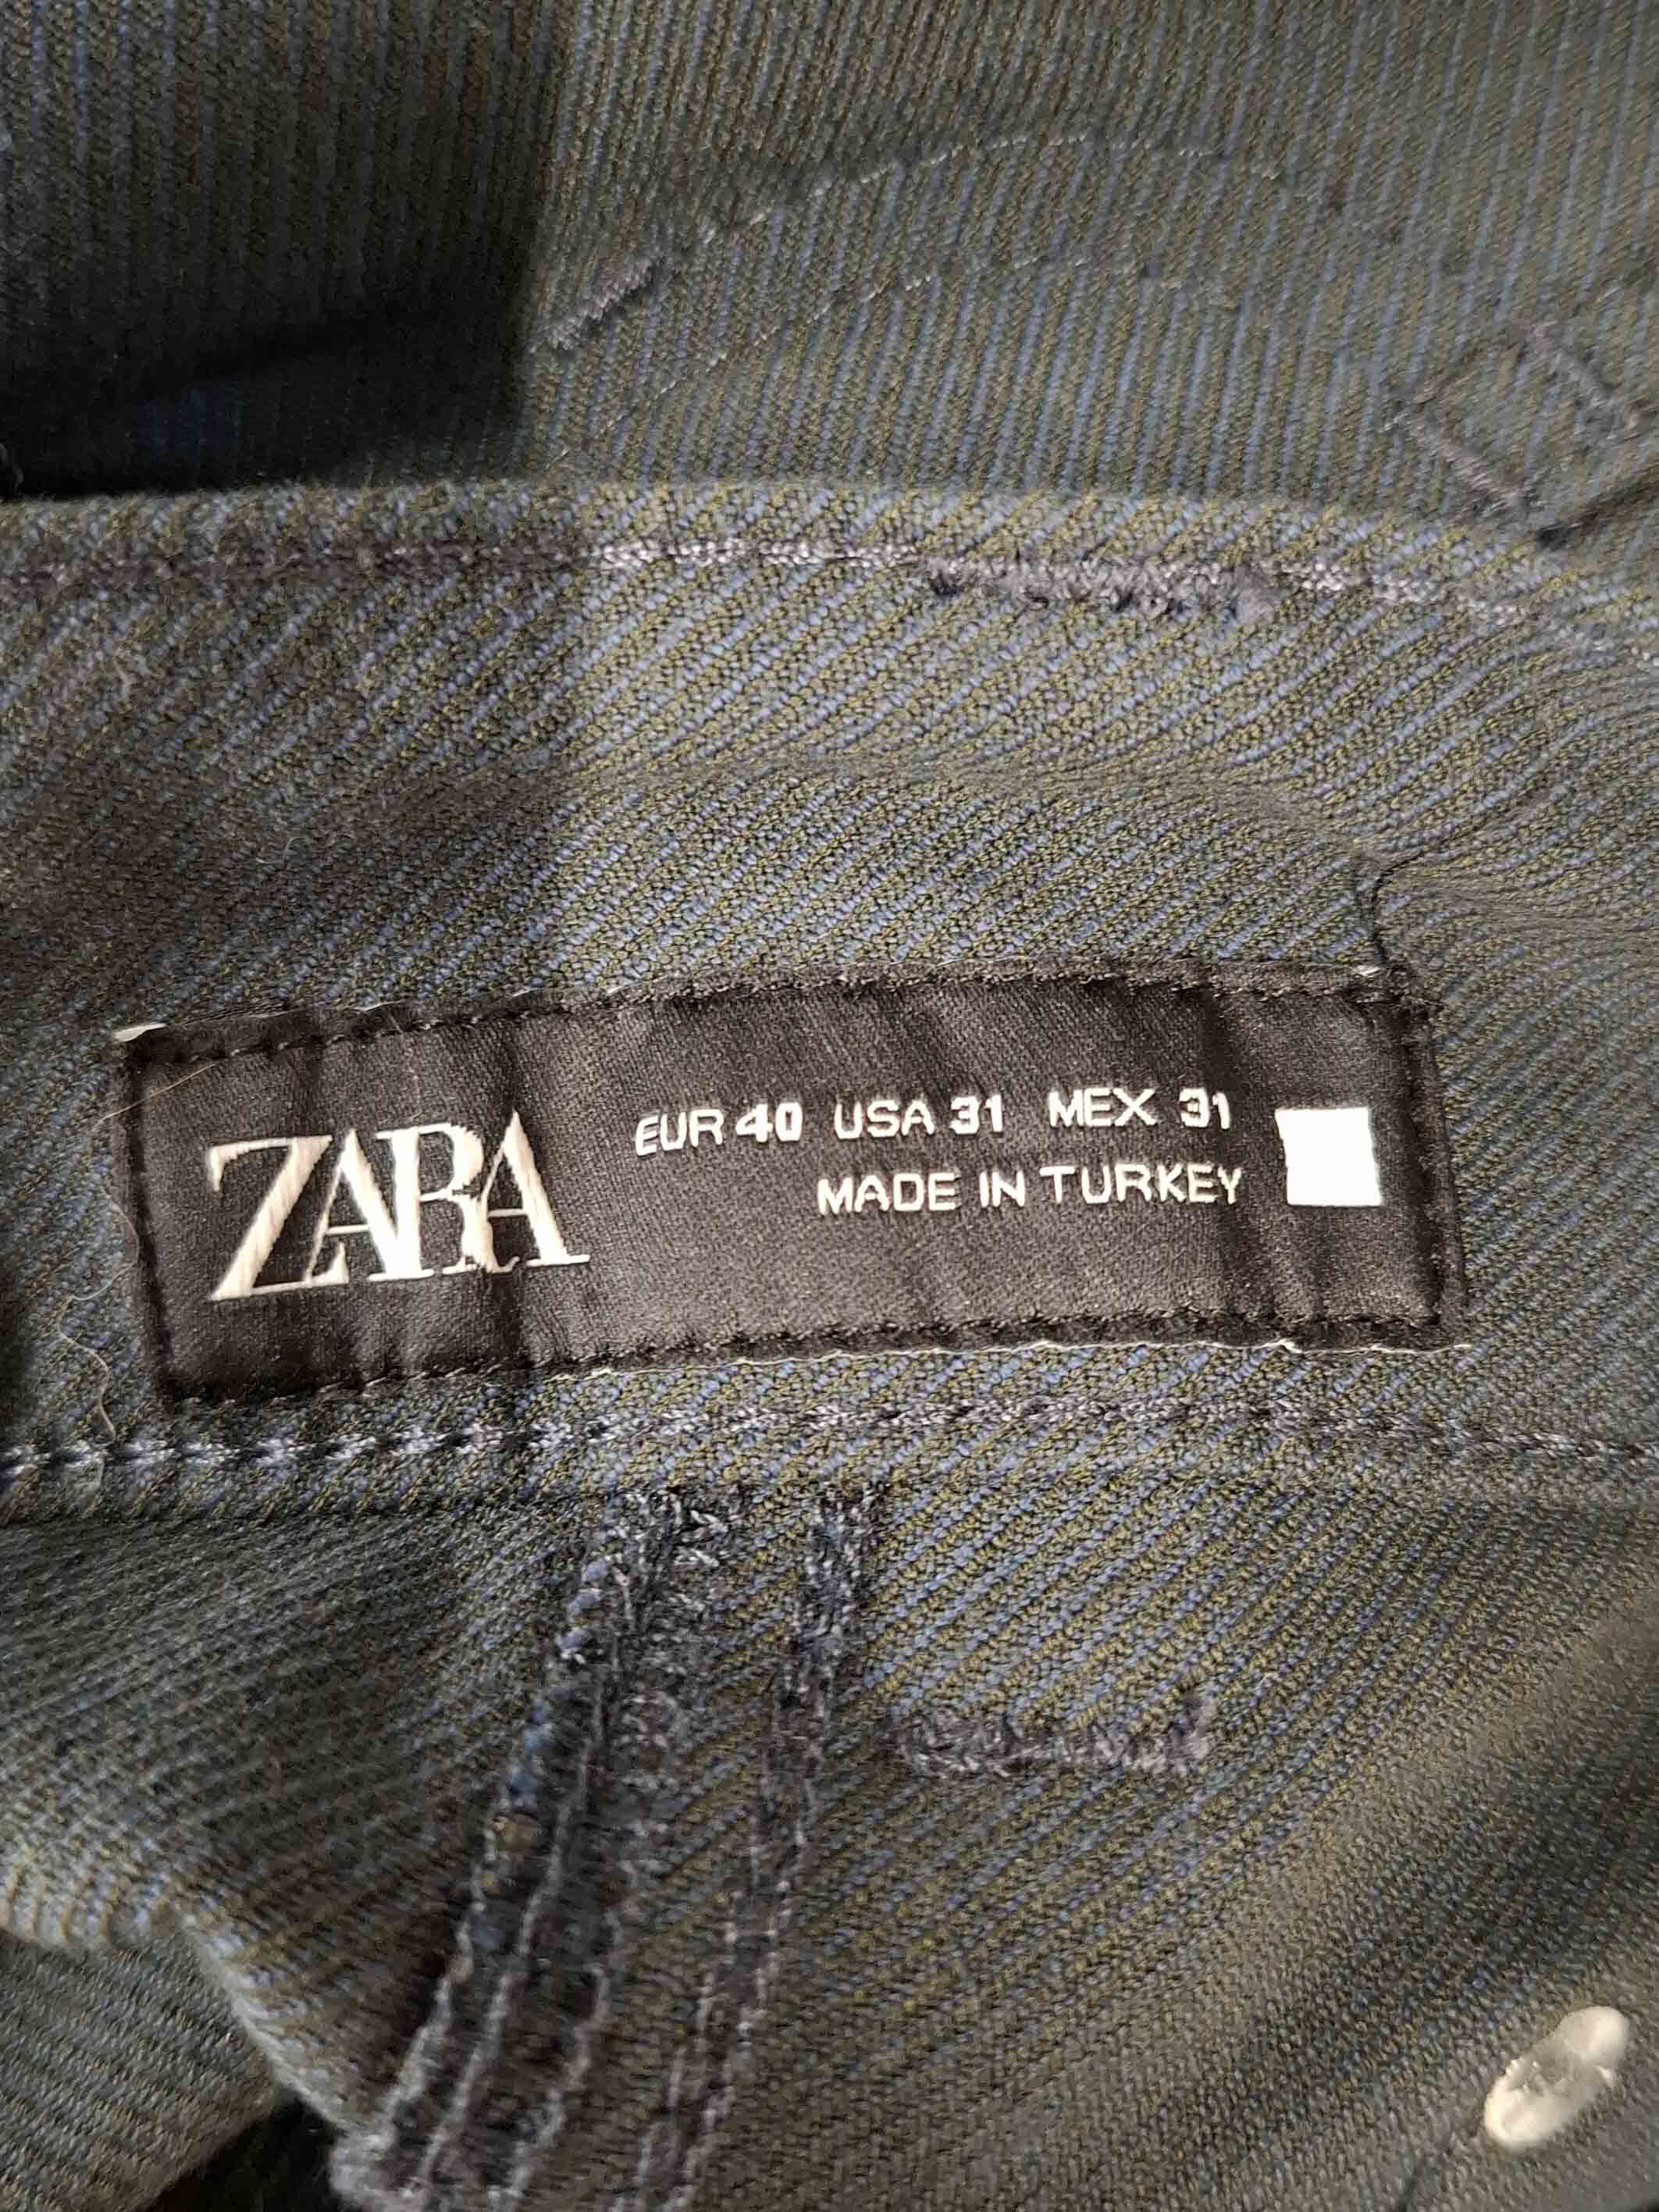 ZARA
EUR 40 USA 31 MEX 31
MADE IN TURKEY